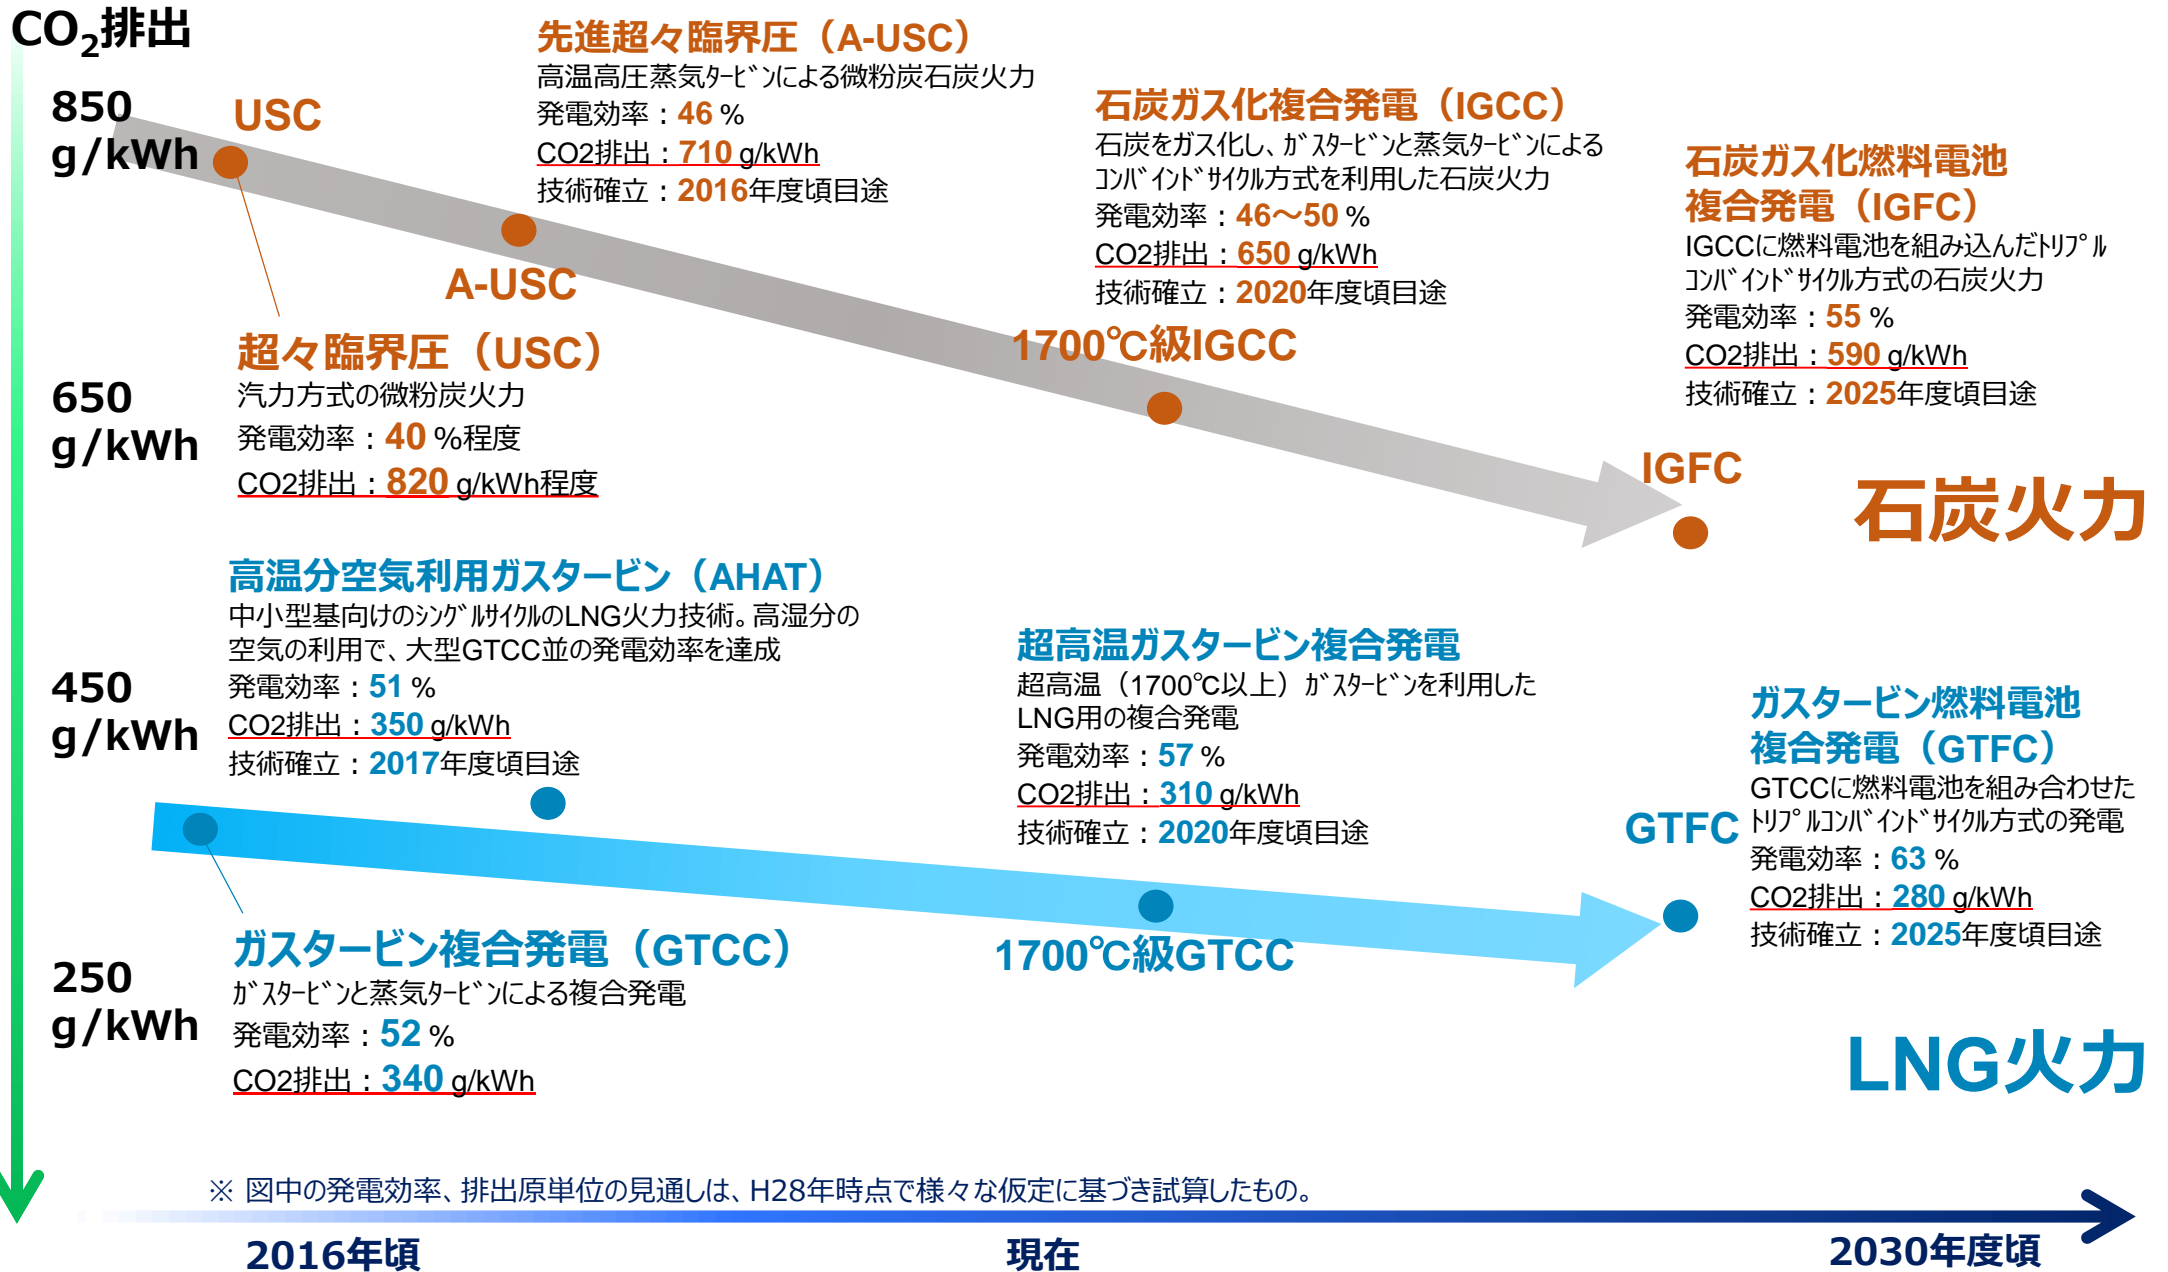 CO₂排出
850
g/kWh
650
g/kWh
450
g/kWh
250
g/kWh
USC
先進超々臨界圧（A-USC）
高温高圧蒸気ﾀｰﾋﾞﾝによる微粉炭石炭火力
発電効率：46 %
CO2排出：710 g/kWh
技術確立：2016年度頃目途
A-USC
超々臨界圧（USC）
汽力方式の微粉炭火力
発電効率：40 %程度
CO2排出：820 g/kWh程度
石炭ガス化複合発電（IGCC）
石炭をガス化し、ｶﾞｽﾀｰﾋﾞﾝと蒸気ﾀｰﾋﾞﾝによる
ｺﾝﾊﾞｲﾝﾄﾞｻｲｸﾙ方式を利用した石炭火力
発電効率：46～50 %
CO2排出：650 g/kWh
技術確立：2020年度頃目途
1700℃級IGCC
石炭ガス化燃料電池
複合発電（IGFC）
IGCCに燃料電池を組み込んだﾄﾘﾌﾟﾙ
ｺﾝﾊﾞｲﾝﾄﾞｻｲｸﾙ方式の石炭火力
発電効率：55 %
CO2排出：590 g/kWh
技術確立：2025年度頃目途
IGFC
石炭火力
高温分空気利用ガスタービン（AHAT）
中小型基向けのｼﾝｸﾞﾙｻｲｸﾙのLNG火力技術。高湿分の
空気の利用で、大型GTCC並の発電効率を達成
発電効率：51 %
CO2排出：350 g/kWh
技術確立：2017年度頃目途
超高温ガスタービン複合発電
超高温（1700℃以上）ｶﾞｽﾀｰﾋﾞﾝを利用した
LNG用の複合発電
発電効率：57 %
CO2排出：310 g/kWh
技術確立：2020年度頃目途
1700℃級GTCC
ガスタービン燃料電池
複合発電（GTFC）
GTCCに燃料電池を組み合わせた
ﾄﾘﾌﾟﾙｺﾝﾊﾞｲﾝﾄﾞｻｲｸﾙ方式の発電
発電効率：63 %
CO2排出：280 g/kWh
技術確立：2025年度頃目途
GTFC
ガスタービン複合発電（GTCC）
ｶﾞｽﾀｰﾋﾞﾝと蒸気ﾀｰﾋﾞﾝによる複合発電
発電効率：52 %
CO2排出：340 g/kWh
LNG火力
※ 図中の発電効率、排出原単位の見通しは、H28年時点で様々な仮定に基づき試算したもの。
2016年頃
現在
2030年度頃